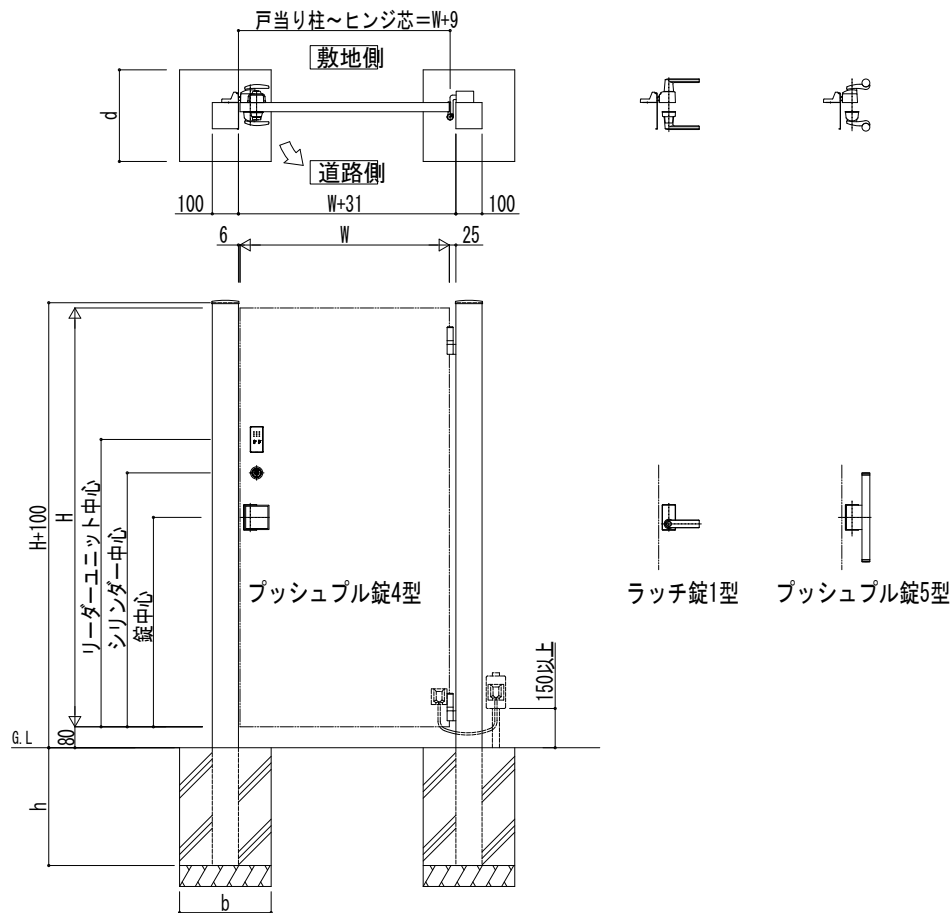 戸当り柱~ヒンジ芯=W+9
敷地側
d
道路側
100
W+31
100
6
W
25
H+100
H
リーダーユニット中心
シリンダー中心
錠中心
プッシュプル錠4型
ラッチ錠1型
プッシュプル錠5型
150以上
G.L
80
h
b